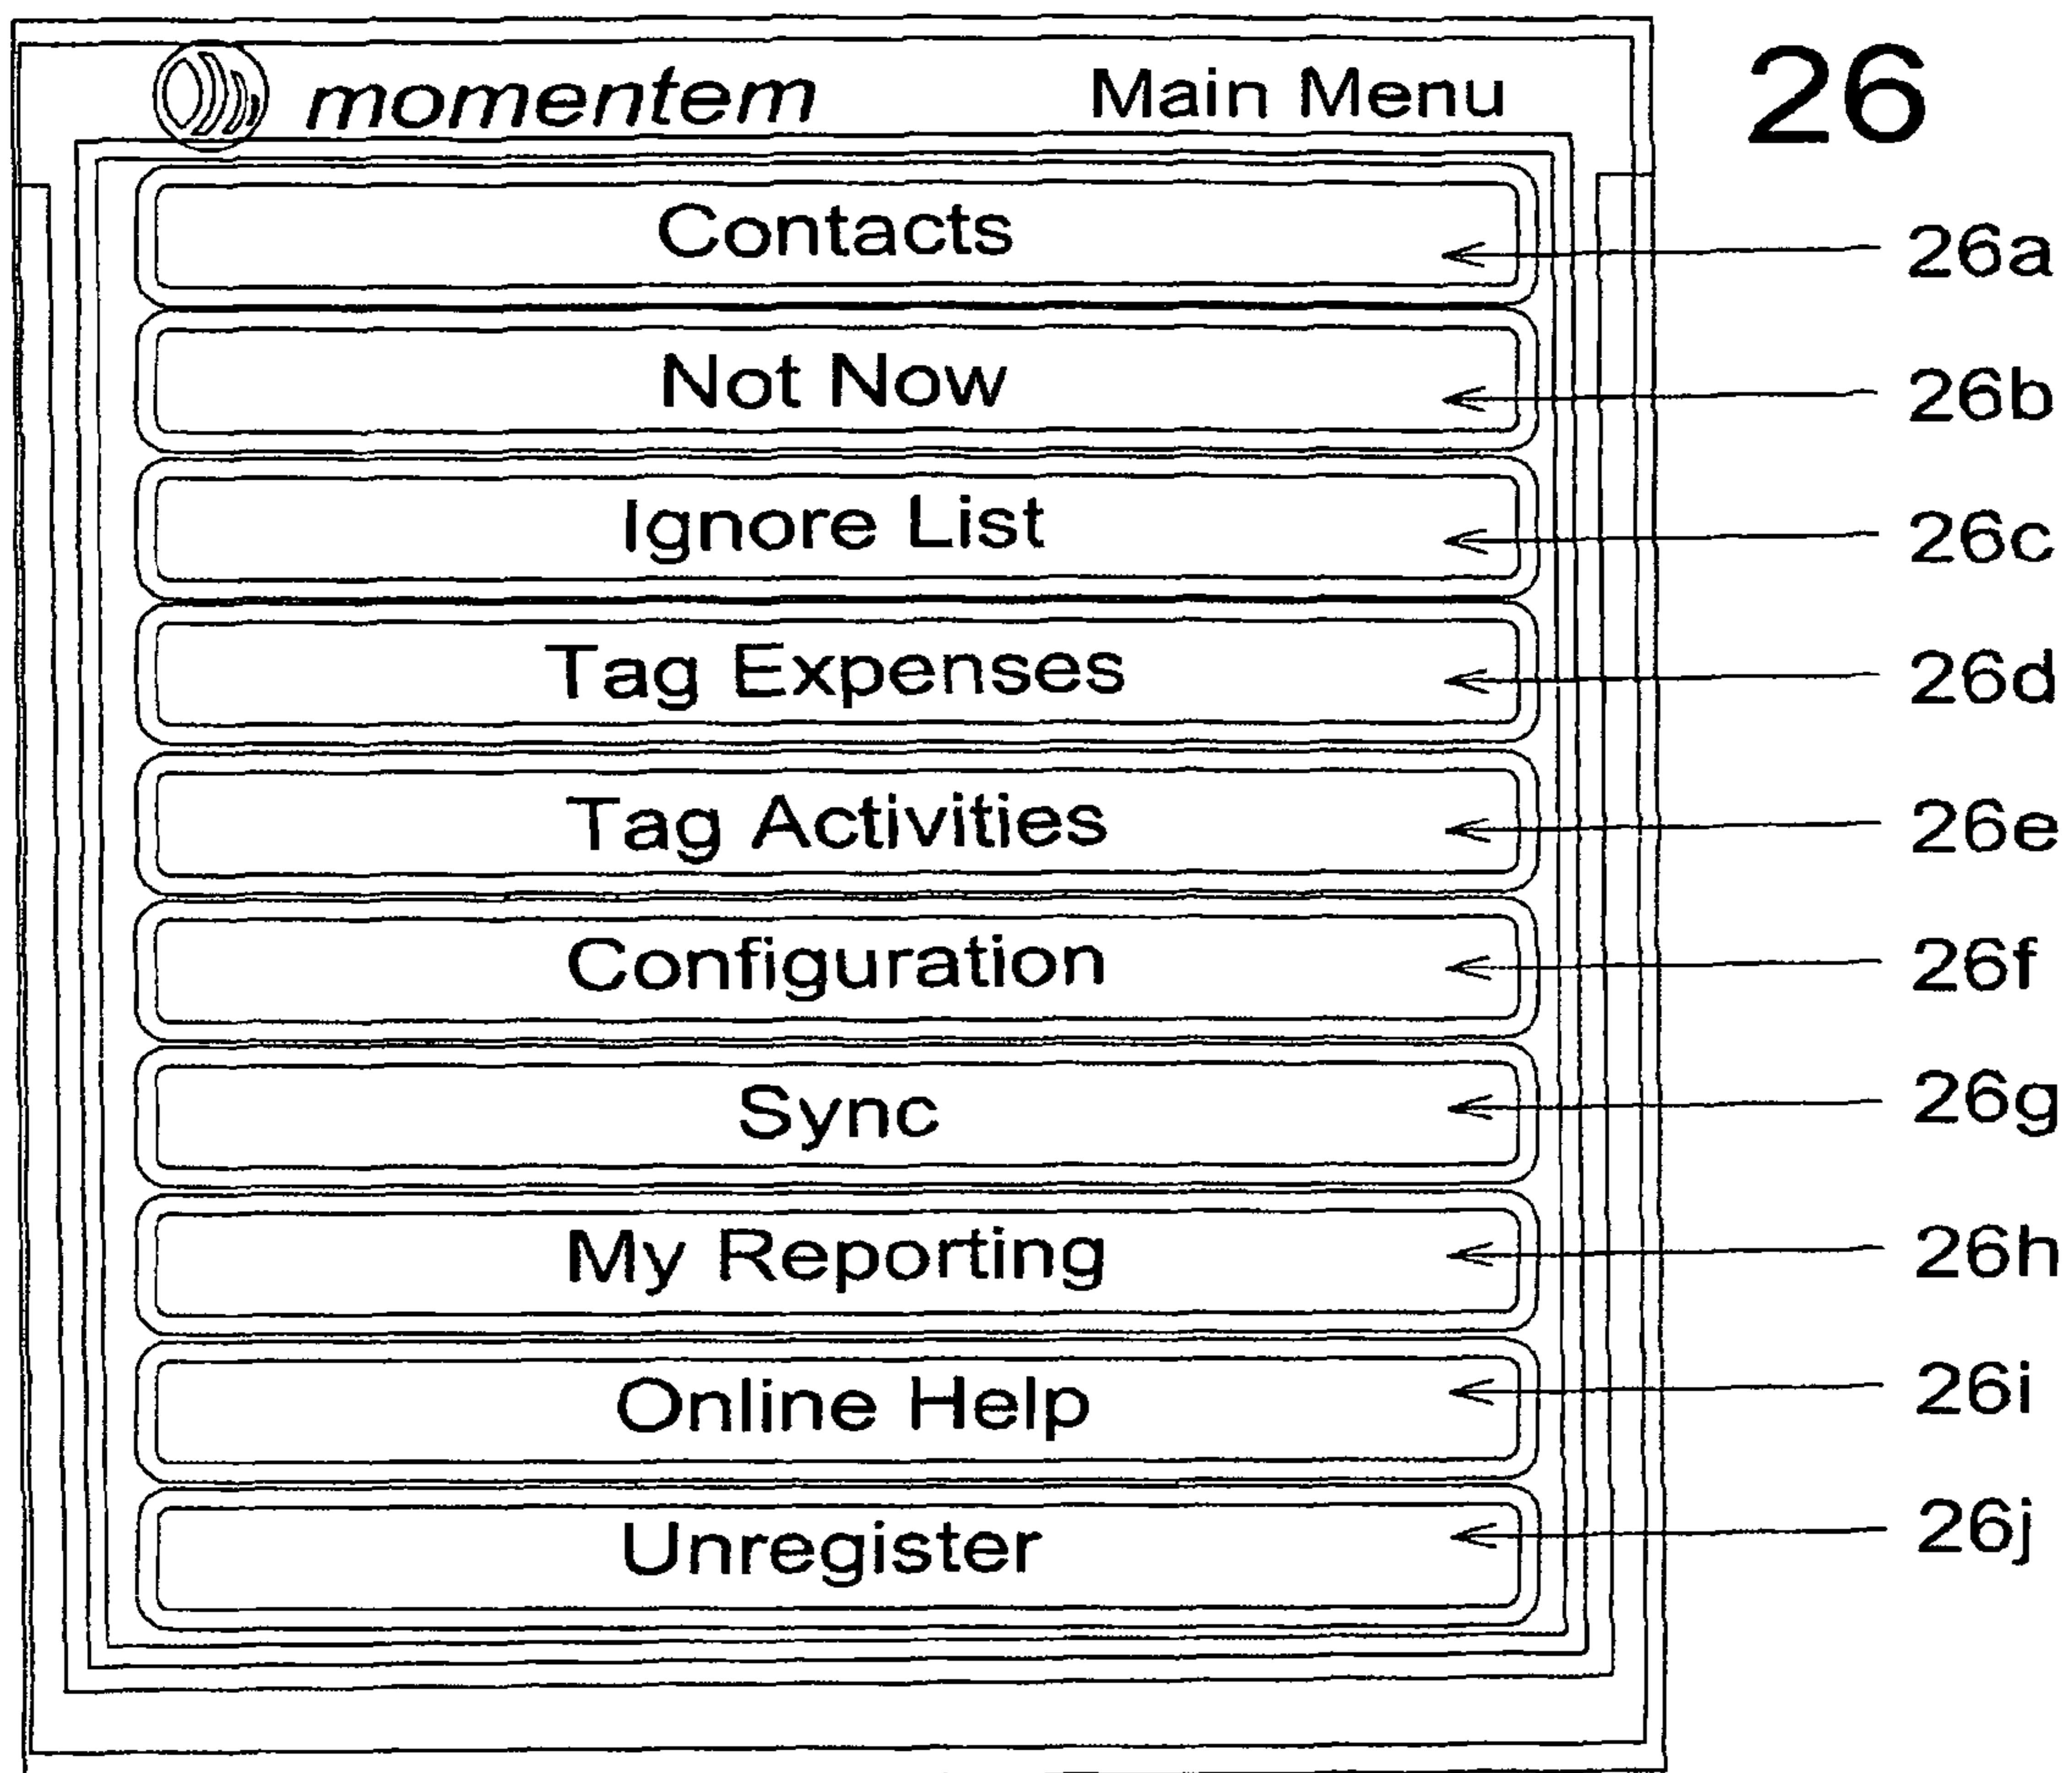 momentem Main Menu 26
Contacts 26a
Not Now 26b
Ignore List 26c
Tag Expenses 26d
Tag Activities 26e
Configuration 26f
Sync 26g
My Reporting 26h
Online Help 26i
Unregister 26j